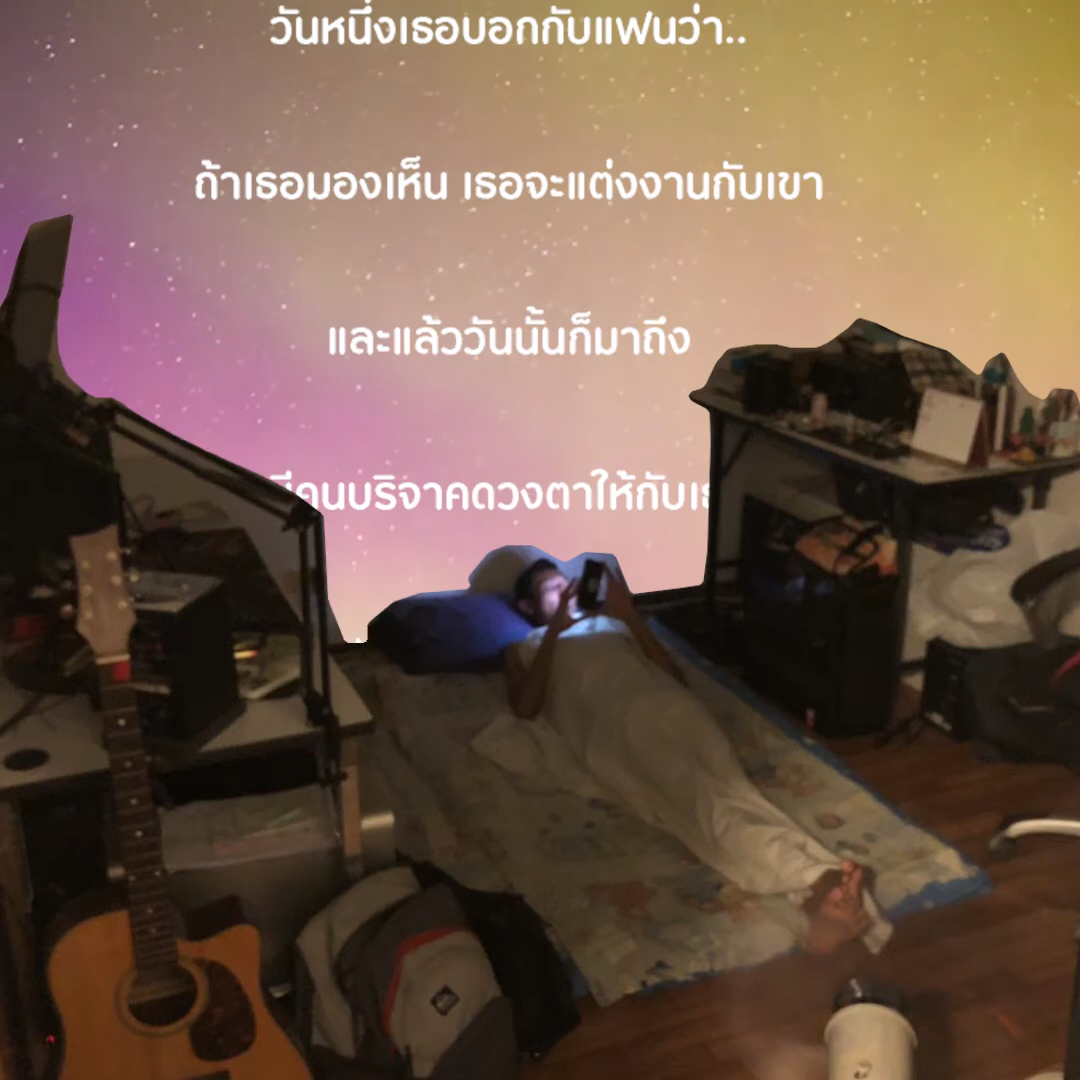 วันหนึ่งเธอบอกกับแฟนว่า..
ถ้าเธอมองเห็น เธอจะแต่งงานกับเขา
และแล้ววันนั้นก็มาถึง
คนบริจาคดวงตาให้กับ